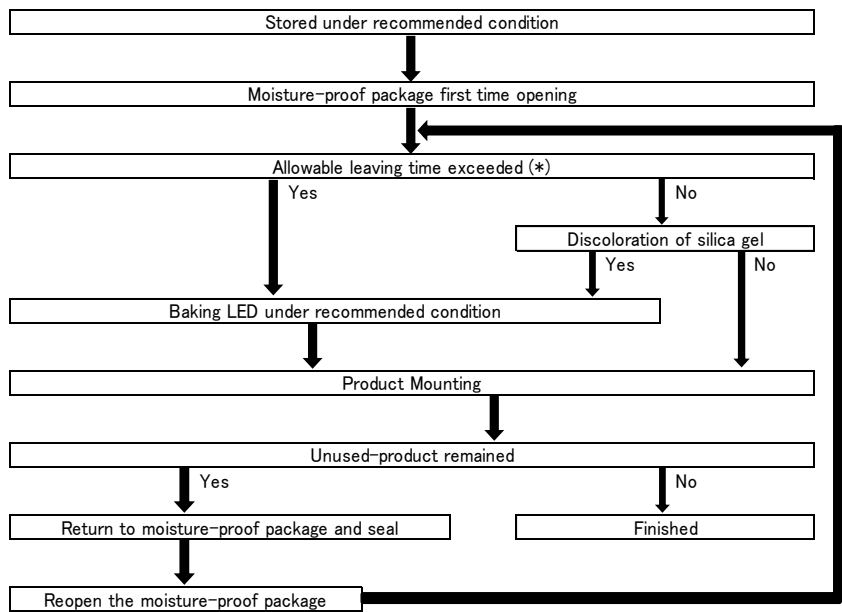 Stored under recommended condition
Moisture-proof package first time opening
Allowable leaving time exceeded (*)
Yes
No
Discoloration of silica gel
Yes
No
Baking LED under recommended condition
Product Mounting
Unused-product remained
Yes
No
Return to moisture-proof package and seal
Finished
Reopen the moisture-proof package